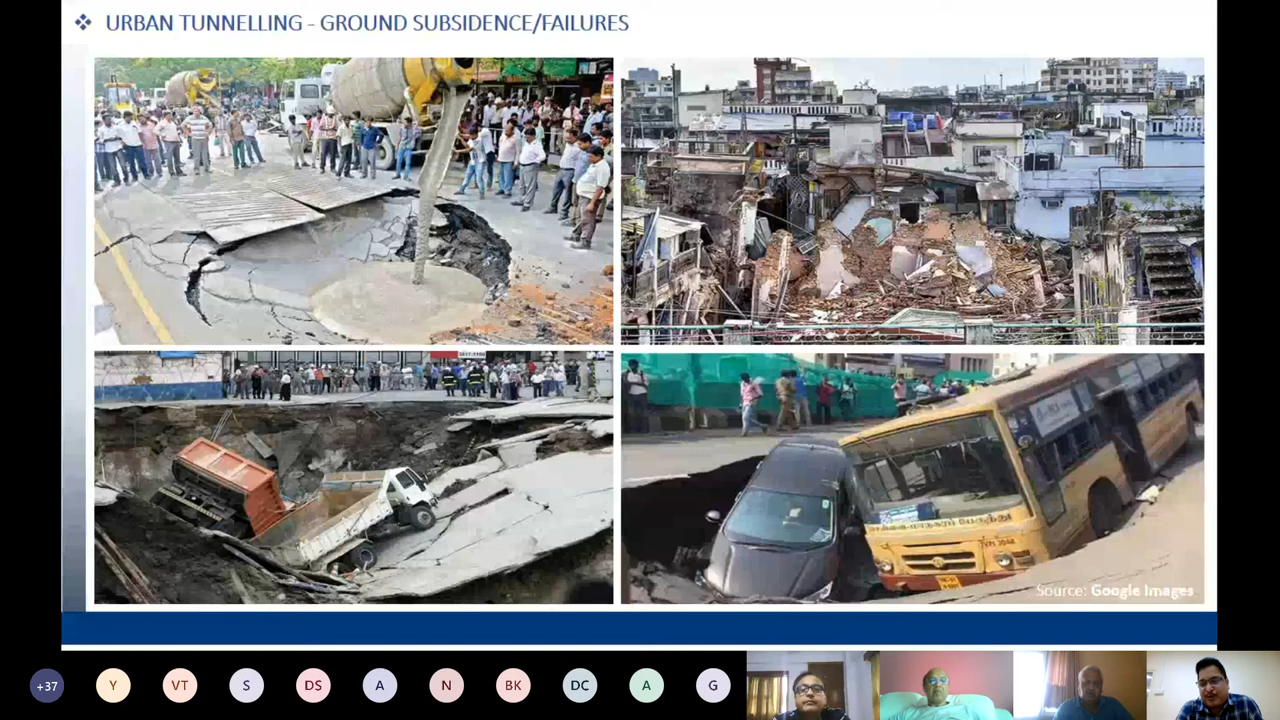 ❖ URBAN TUNNELLING - GROUND SUBSIDENCE/FAILURES
Source: Google Images
+37
Y
VT
S
DS
A
N
BK
DC
A
G